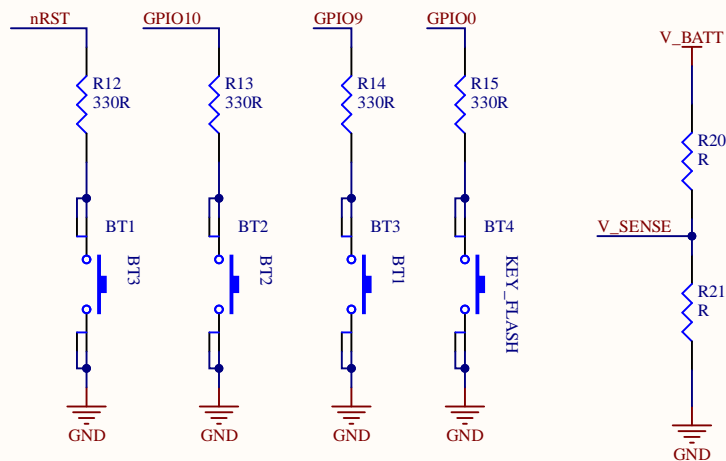 nRST
GPIO10
GPIO9
GPIO0
V_BATT
R12
330R
R13
330R
R14
330R
R15
330R
R20
R
BT1
BT2
BT3
BT4
V_SENSE
BT3
BT2
BT1
KEY_FLASH
R21
R
GND
GND
GND
GND
GND